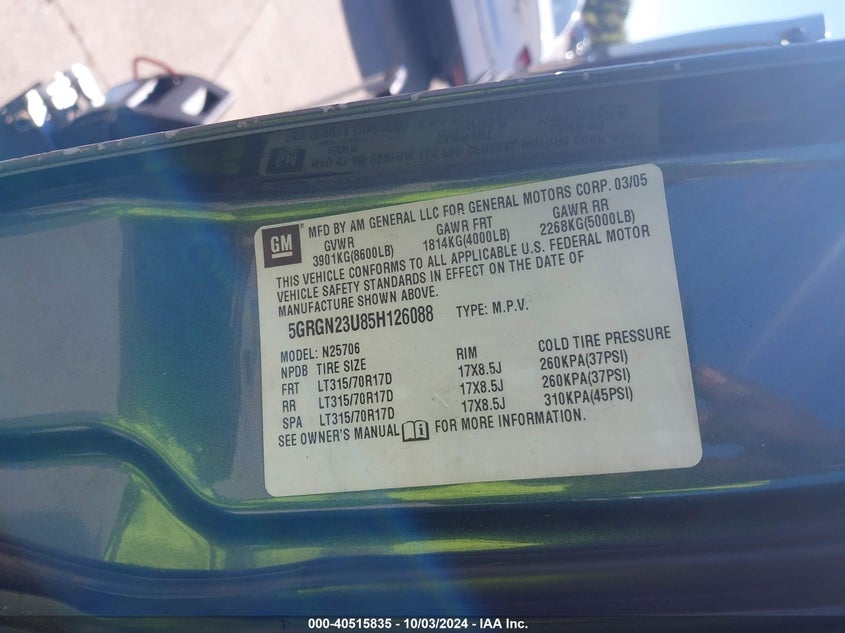 GM
®
MFD BY AM GENERAL LLC FOR GENERAL MOTORS CORP. 03/05
GVWR GAWR FRT GAWR RR
3901KG(8600LB) 1814KG(4000LB) 2268KG(5000LB)
THIS VEHICLE CONFORMS TO ALL APPLICABLE U.S. FEDERAL MOTOR
VEHICLE SAFETY STANDARDS IN EFFECT ON THE DATE OF
MANUFACTURE SHOWN ABOVE.
5GRGN23U85H126088 TYPE: M.P.V.
MODEL: N25706
NPDB TIRE SIZE RIM COLD TIRE PRESSURE
FRT LT315/70R17D 17X8.5J 260KPA(37PSI)
RR LT315/70R17D 17X8.5J 260KPA(37PSI)
SPA LT315/70R17D 17X8.5J 310KPA(45PSI)
SEE OWNER'S MANUAL FOR MORE INFORMATION.
000-40515835 - 10/03/2024 - IAA Inc.